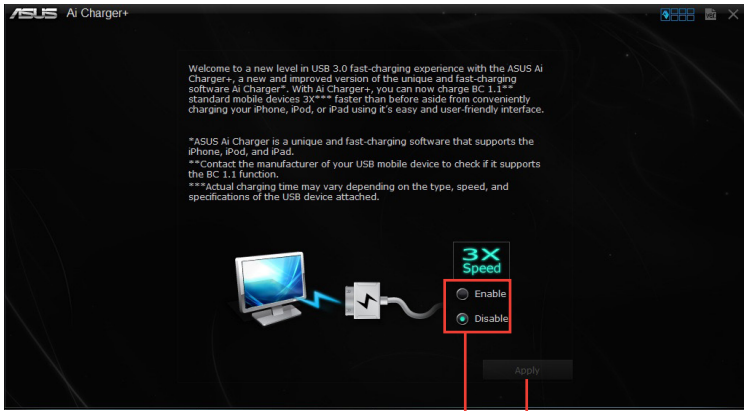 ASUS Ai Charger+
Welcome to a new level in USB 3.0 fast-charging experience with the ASUS Ai
Charger+, a new and improved version of the unique and fast-charging
software Ai Charger*. With Ai Charger+, you can now charge BC 1.1**
standard mobile devices 3X*** faster than before aside from conveniently
charging your iPhone, iPod, or iPad using it's easy and user-friendly interface.
*ASUS Ai Charger is a unique and fast-charging software that supports the
iPhone, iPod, and iPad.
**Contact the manufacturer of your USB mobile device to check if it supports
the BC 1.1 function.
***Actual charging time may vary depending on the type, speed, and
specifications of the USB device attached.
3X
Speed
Enable
Disable
Apply